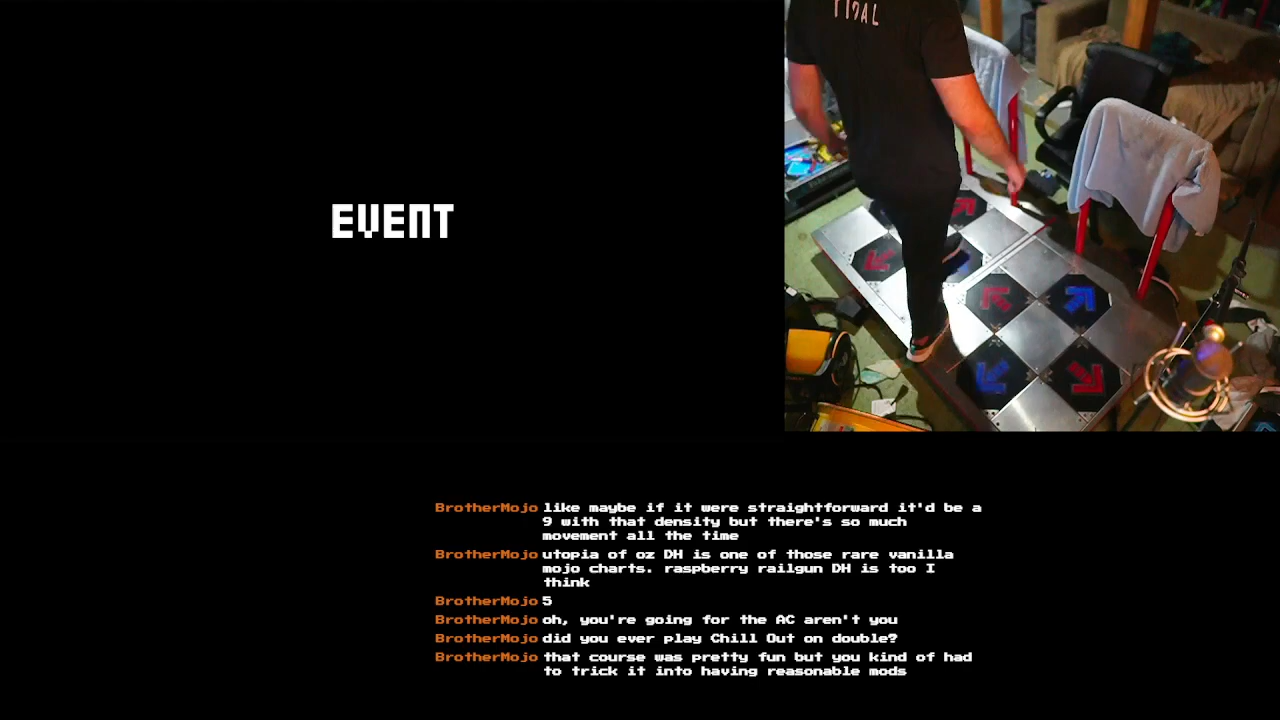 TIDAL
EVENT
BrotherMojo like maybe if it were straightforward it'd be a
9 with that density but there's so much
movement all the time
BrotherMojo utopia of oz DH is one of those rare vanilla
mojo charts. raspberry railgun DH is too I
think
BrotherMojo 5
BrotherMojo oh, you're going for the AC aren't you
BrotherMojo did you ever play Chill Out on double?
BrotherMojo that course was pretty fun but you kind of had
to trick it into having reasonable mods